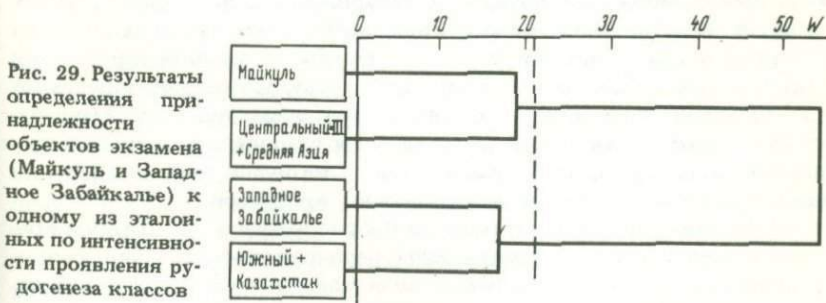 0 10 20 30 40 50 W
Рис. 29. Результаты
определения при-
надлежности
объектов экзамена
(Майкуль и Запад-
ное Забайкалье) к
одному из эталон-
ных по интенсивно-
сти проявления ру-
догенеза классов
Майкуль
Центральный-III
+Средняя Азия
Западное
Забайкалье
Южный+
Казахстан